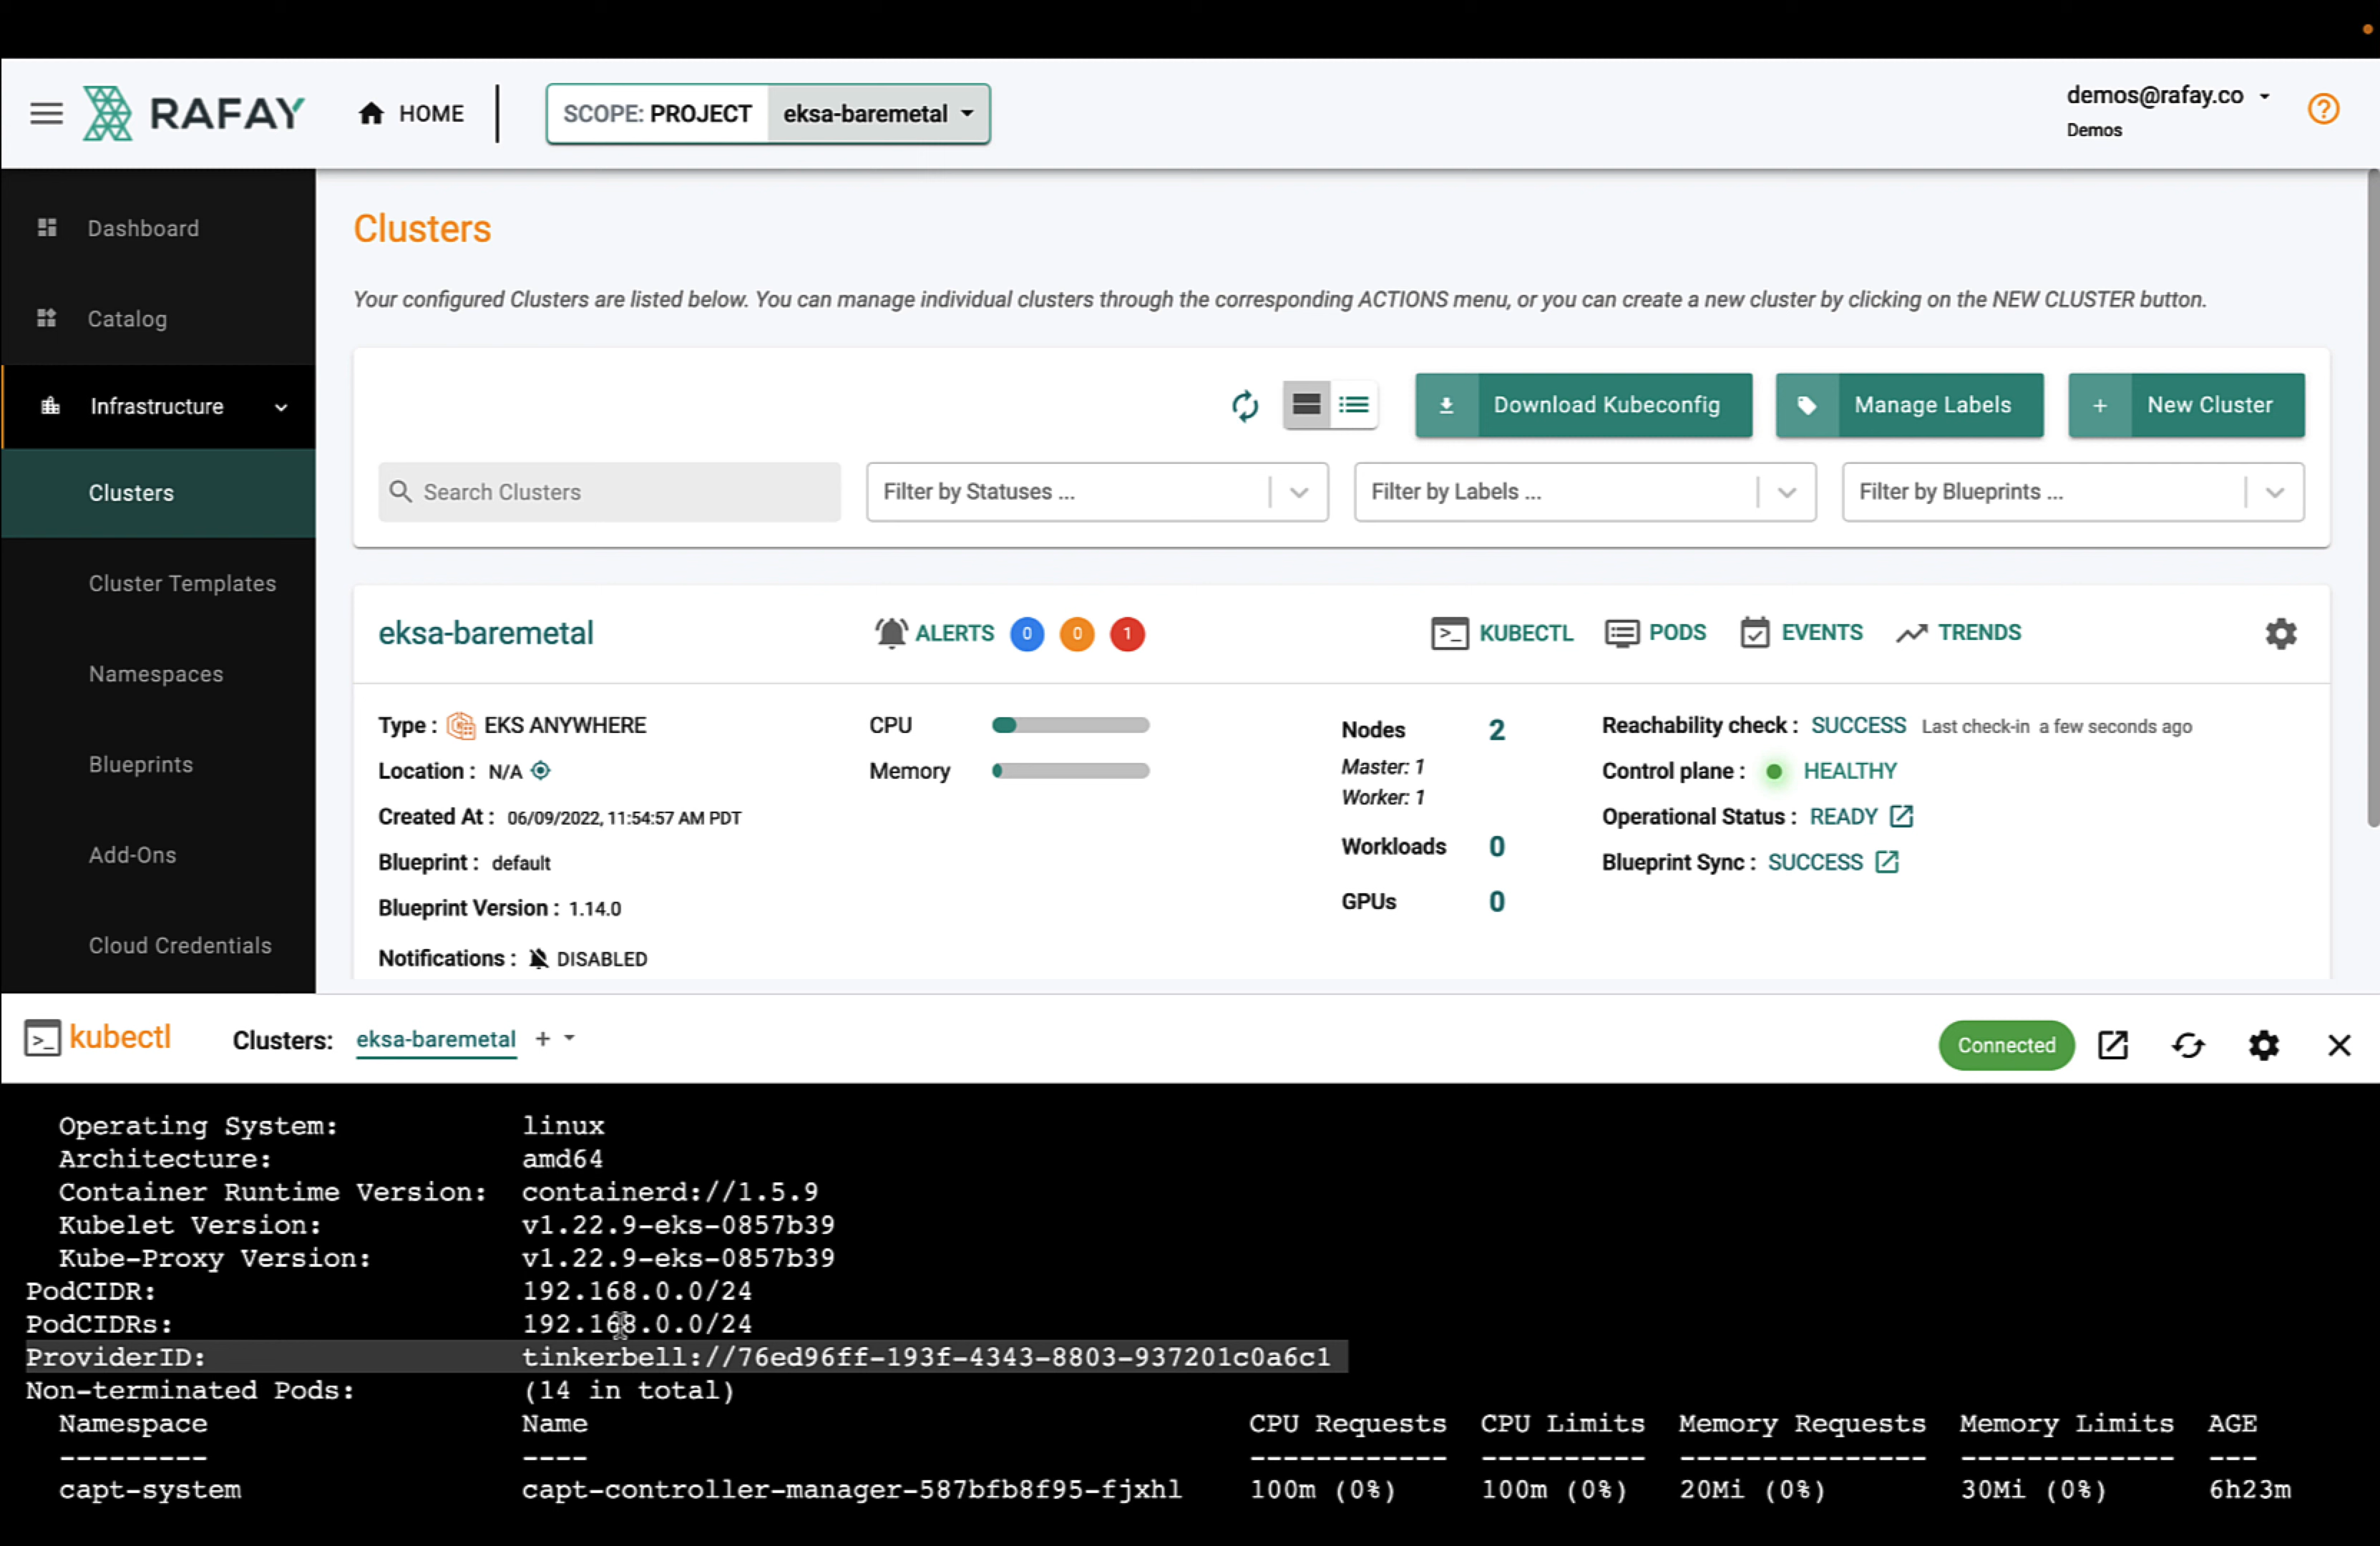 RAFAY
HOME
SCOPE: PROJECT eksa-baremetal
demos@rafay.co
Demos
?
Dashboard
Catalog
Infrastructure
Clusters
Cluster Templates
Namespaces
Blueprints
Add-Ons
Cloud Credentials
Clusters
Your configured Clusters are listed below. You can manage individual clusters through the corresponding ACTIONS menu, or you can create a new cluster by clicking on the NEW CLUSTER button.
Download Kubeconfig
Manage Labels
+ New Cluster
Search Clusters
Filter by Statuses ...
Filter by Labels ...
Filter by Blueprints ...
eksa-baremetal
ALERTS 0 0 1
>_ KUBECTL
PODS
EVENTS
TRENDS
Type : EKS ANYWHERE
Location : N/A
Created At : 06/09/2022, 11:54:57 AM PDT
Blueprint : default
Blueprint Version : 1.14.0
Notifications : DISABLED
CPU
Memory
Nodes 2
Master: 1
Worker: 1
Workloads 0
GPUs 0
Reachability check : SUCCESS Last check-in a few seconds ago
Control plane : HEALTHY
Operational Status : READY
Blueprint Sync : SUCCESS
>_ kubectl
Clusters: eksa-baremetal +
Connected
Operating System: linux
Architecture: amd64
Container Runtime Version: containerd://1.5.9
Kubelet Version: v1.22.9-eks-0857b39
Kube-Proxy Version: v1.22.9-eks-0857b39
PodCIDR: 192.168.0.0/24
PodCIDRs: 192.168.0.0/24
ProviderID: tinkerbell://76ed96ff-193f-4343-8803-937201c0a6c1
Non-terminated Pods: (14 in total)
Namespace Name CPU Requests CPU Limits Memory Requests Memory Limits AGE
--------- ---- ------------ ---------- --------------- ------------- ---
capt-system capt-controller-manager-587bfb8f95-fjxhl 100m (0%) 100m (0%) 20Mi (0%) 30Mi (0%) 6h23m